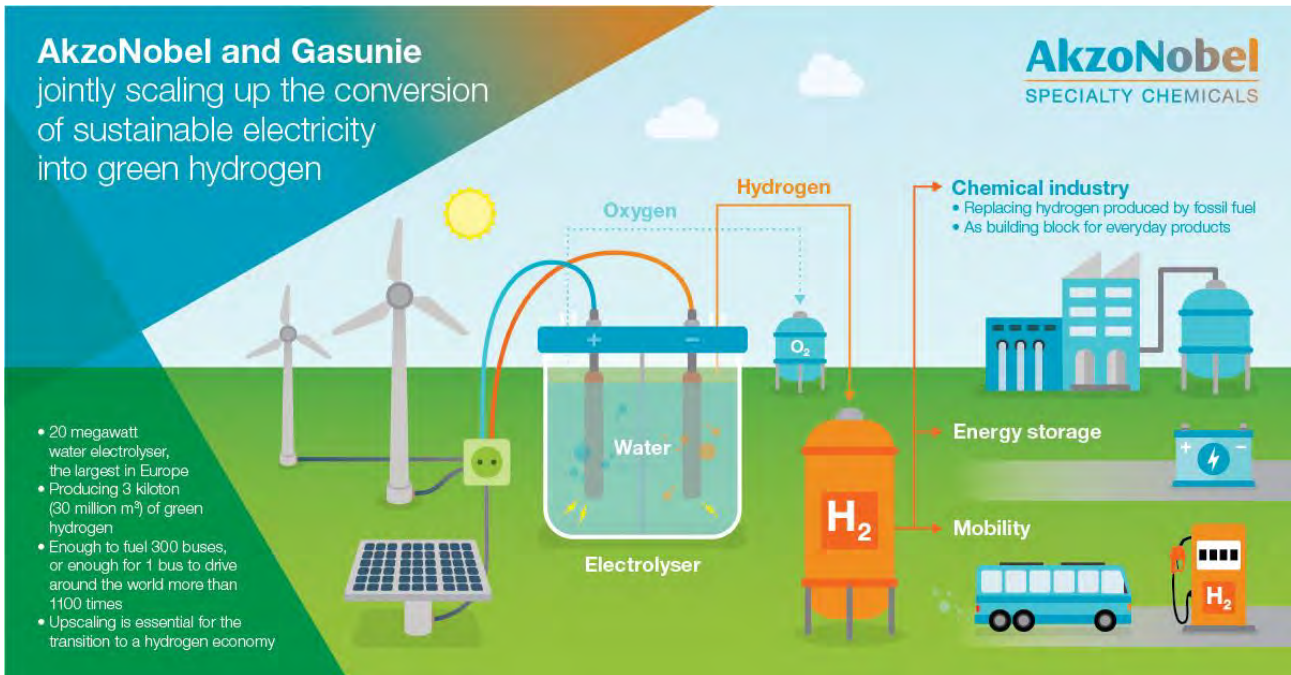 AkzoNobel and Gasunie
jointly scaling up the conversion
of sustainable electricity
into green hydrogen
AkzoNobel
SPECIALTY CHEMICALS
Oxygen
Hydrogen
Chemical industry
• Replacing hydrogen produced by fossil fuel
• As building block for everyday products
+
−
O₂
Water
Electrolyser
H₂
Energy storage
+ −
Mobility
H₂
• 20 megawatt
water electrolyser,
the largest in Europe
• Producing 3 kiloton
(30 million m³) of green
hydrogen
• Enough to fuel 300 buses,
or enough for 1 bus to drive
around the world more than
1100 times
• Upscaling is essential for the
transition to a hydrogen economy